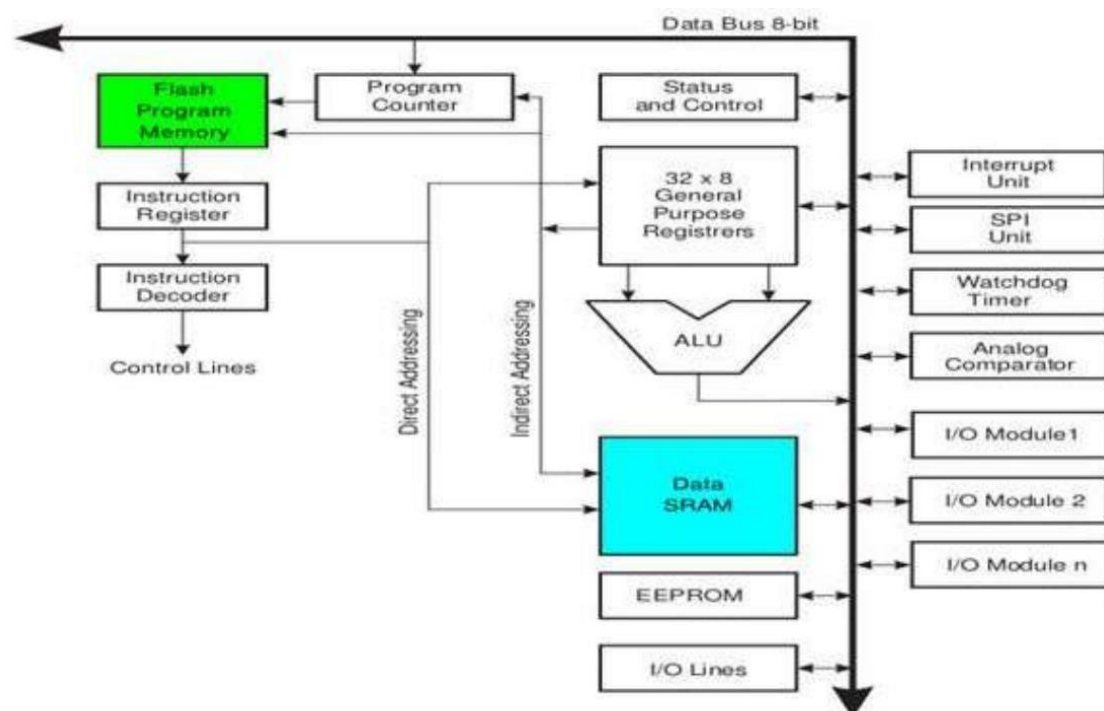 Data Bus 8-bit
Flash
Program
Memory
Program
Counter
Status
and Control
Instruction
Register
32 x 8
General
Purpose
Registrers
Interrupt
Unit
SPI
Unit
Instruction
Decoder
Watchdog
Timer
Control Lines
Direct Addressing
Indirect Addressing
ALU
Analog
Comparator
I/O Module1
Data
SRAM
I/O Module 2
I/O Module n
EEPROM
I/O Lines